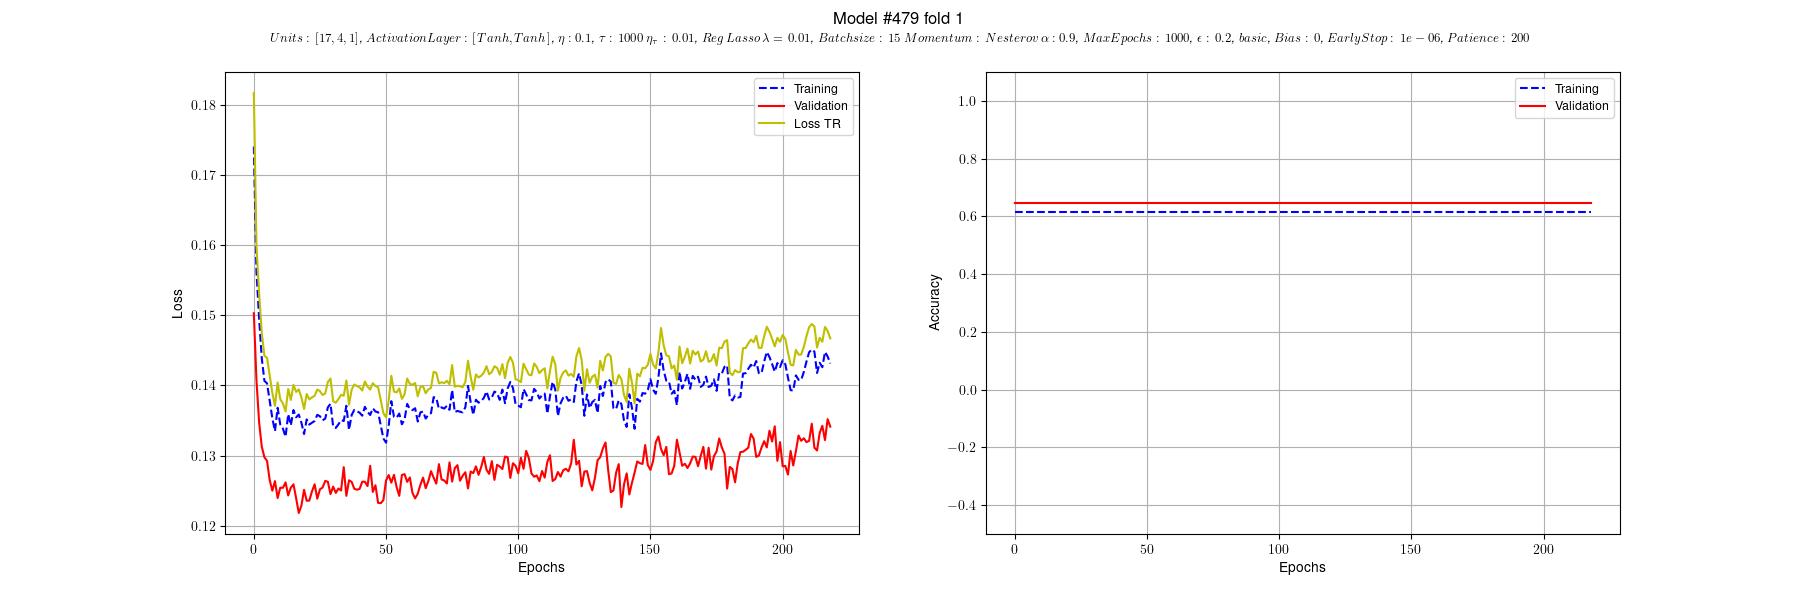 Model #479 fold 1
Units : [17, 4, 1], ActivationLayer : [Tanh, Tanh], η : 0.1, τ : 1000 ητ : 0.01, Reg Lasso λ = 0.01, Batchsize : 15 Momentum : Nesterov α : 0.9, MaxEpochs : 1000, ϵ : 0.2, basic, Bias : 0, EarlyStop : 1e − 06, Patience : 200
Training
Validation
Loss TR
0.18
0.17
0.16
0.15
0.14
0.13
0.12
Loss
0
50
100
150
200
Epochs
Training
Validation
1.0
0.8
0.6
0.4
0.2
0.0
−0.2
−0.4
Accuracy
0
50
100
150
200
Epochs